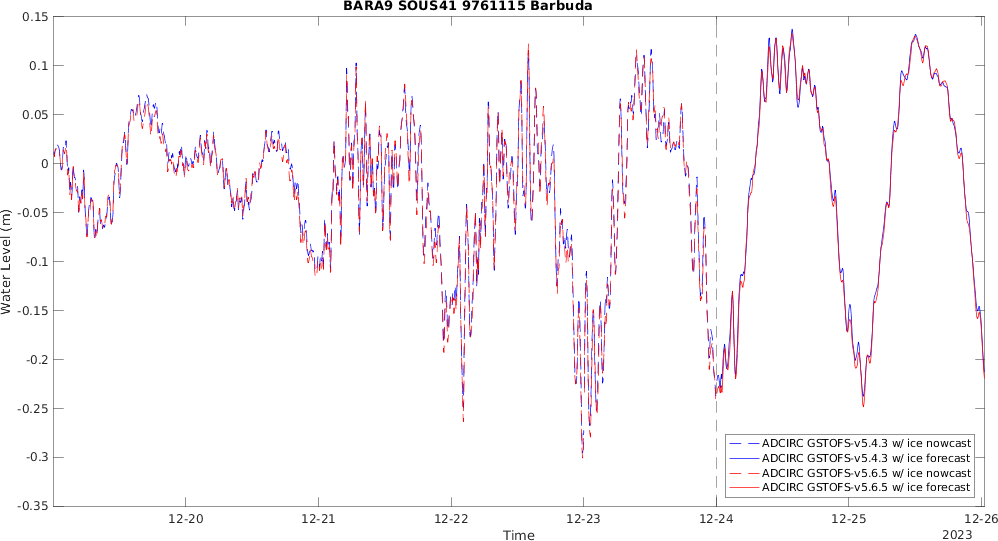 BARA9 SOUS41 9761115 Barbuda
0.15
0.1
0.05
0
-0.05
-0.1
-0.15
-0.2
-0.25
-0.3
-0.35
Water Level (m)
ADCIRC GSTOFS-v5.4.3 w/ ice nowcast
ADCIRC GSTOFS-v5.4.3 w/ ice forecast
ADCIRC GSTOFS-v5.6.5 w/ ice nowcast
ADCIRC GSTOFS-v5.6.5 w/ ice forecast
12-20 12-21 12-22 12-23 12-24 12-25 12-26
Time
2023